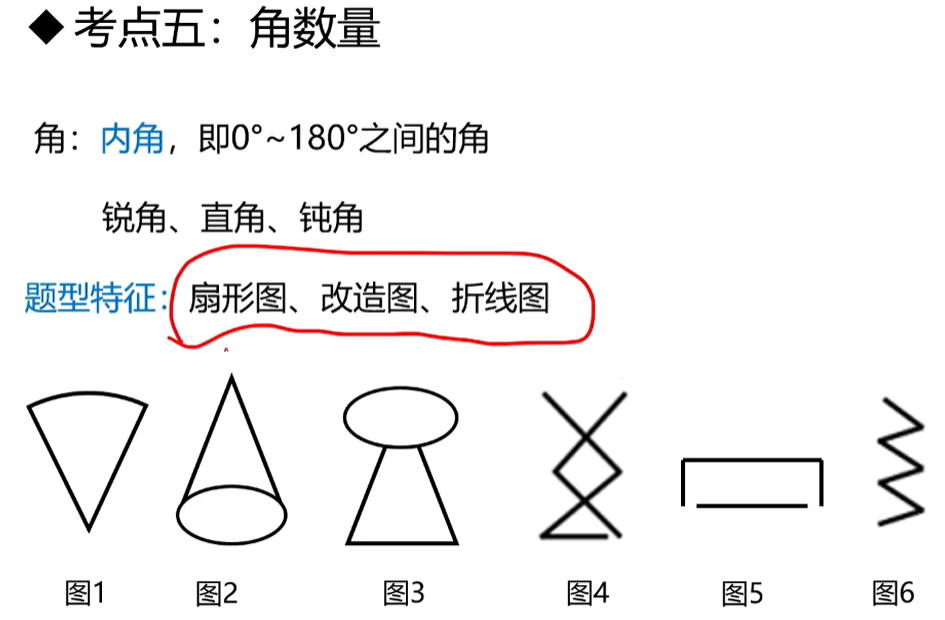 ◆考点五：角数量
角：内角，即0°~180°之间的角
锐角、直角、钝角
题型特征：扇形图、改造图、折线图
图1 图2 图3 图4 图5 图6